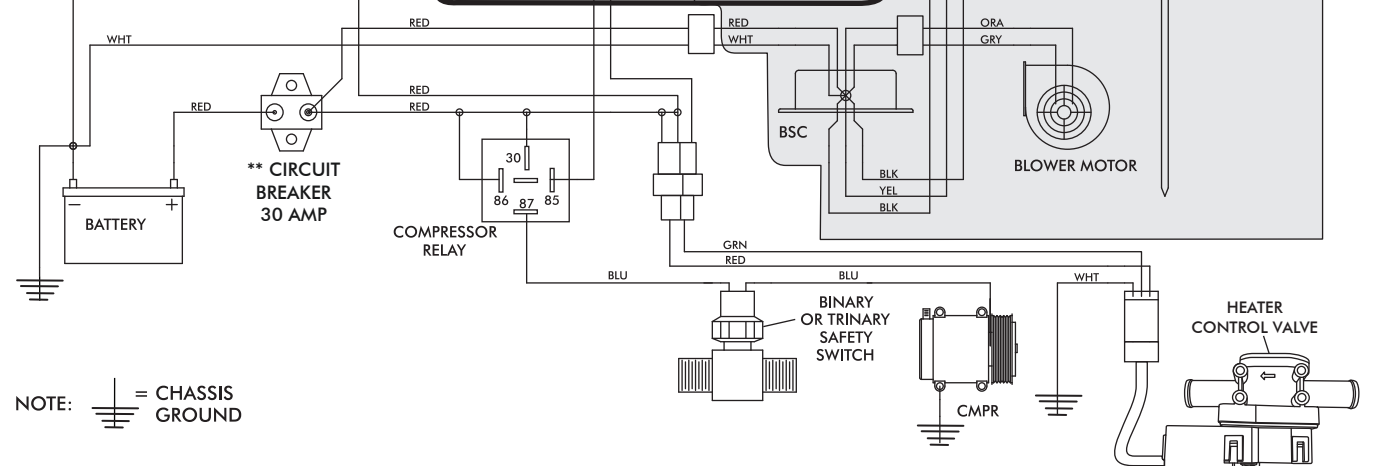 RED
RED
ORA
WHT
WHT
GRY
RED
RED
RED
BSC
** CIRCUIT
BREAKER
30 AMP
BLOWER MOTOR
30
86
87
85
BLK
YEL
BLK
− BATTERY +
COMPRESSOR
RELAY
GRN
RED
BLU
BLU
WHT
BINARY
OR TRINARY
SAFETY
SWITCH
HEATER
CONTROL VALVE
CMPR
NOTE: = CHASSIS
GROUND